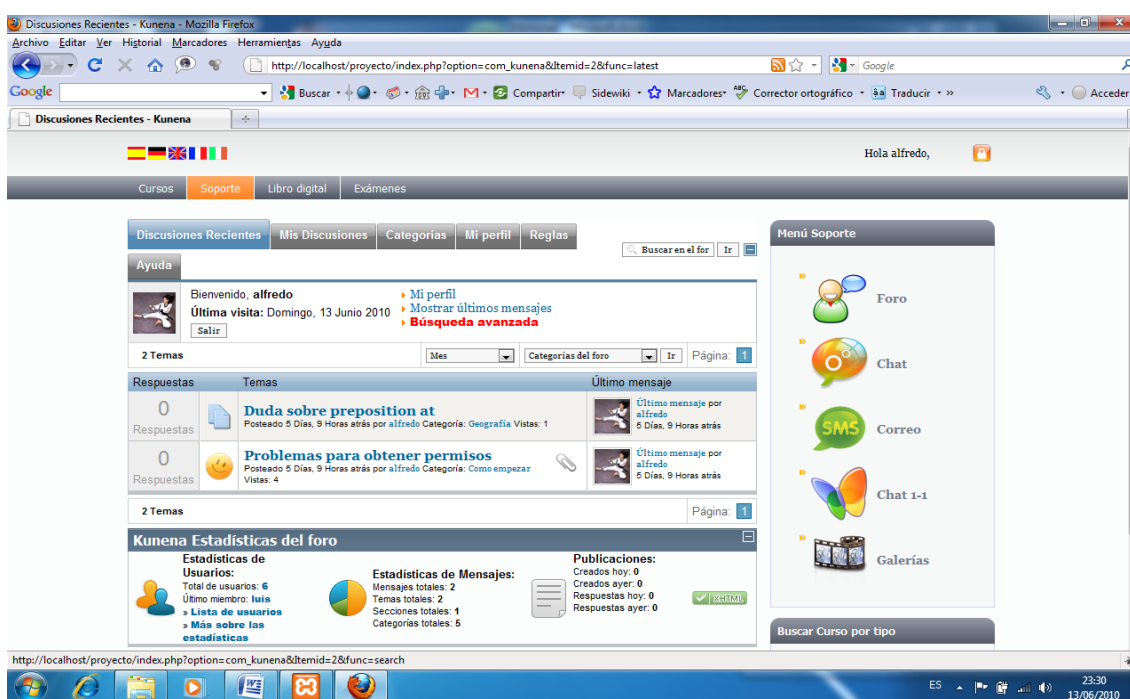 Discusiones Recientes - Kunena - Mozilla Firefox
Archivo Editar Ver Historial Marcadores Herramientas Ayuda
http://localhost/proyecto/index.php?option=com_kunena&Itemid=2&func=latest
Google
Google
Buscar
Compartir
Sidewiki
Marcadores
ABC
Corrector ortográfico
Traducir
Acceder
Discusiones Recientes - Kunena
Hola alfredo,
Cursos Soporte Libro digital Exámenes
Discusiones Recientes Mis Discusiones Categorias Mi perfil Reglas
Buscar en el for Ir
Ayuda
Bienvenido, alfredo
Última visita: Domingo, 13 Junio 2010
Salir
Mi perfil
Mostrar últimos mensajes
Búsqueda avanzada
2 Temas Mes Categorías del foro Ir Página: 1
Respuestas Temas Último mensaje
0
Respuestas
Duda sobre preposition at
Posteado 5 Días, 9 Horas atrás por alfredo Categoría: Geografía Vistas: 1
Último mensaje por
alfredo
5 Días, 9 Horas atrás
0
Respuestas
Problemas para obtener permisos
Posteado 5 Días, 9 Horas atrás por alfredo Categoría: Como empezar
Vistas: 4
Último mensaje por
alfredo
5 Días, 9 Horas atrás
2 Temas Página: 1
Kunena Estadísticas del foro
Estadísticas de
Usuarios:
Total de usuarios: 6
Último miembro: luis
» Lista de usuarios
» Más sobre las
estadísticas
Estadísticas de Mensajes:
Mensajes totales: 2
Temas totales: 2
Secciones totales: 1
Categorías totales: 5
Publicaciones:
Creados hoy: 0
Creados ayer: 0
Respuestas hoy: 0
Respuestas ayer: 0
XHTML
Menú Soporte
Foro
Chat
SMS
Correo
Chat 1-1
Galerías
Buscar Curso por tipo
http://localhost/proyecto/index.php?option=com_kunena&Itemid=2&func=search
ES
23:30
13/06/2010